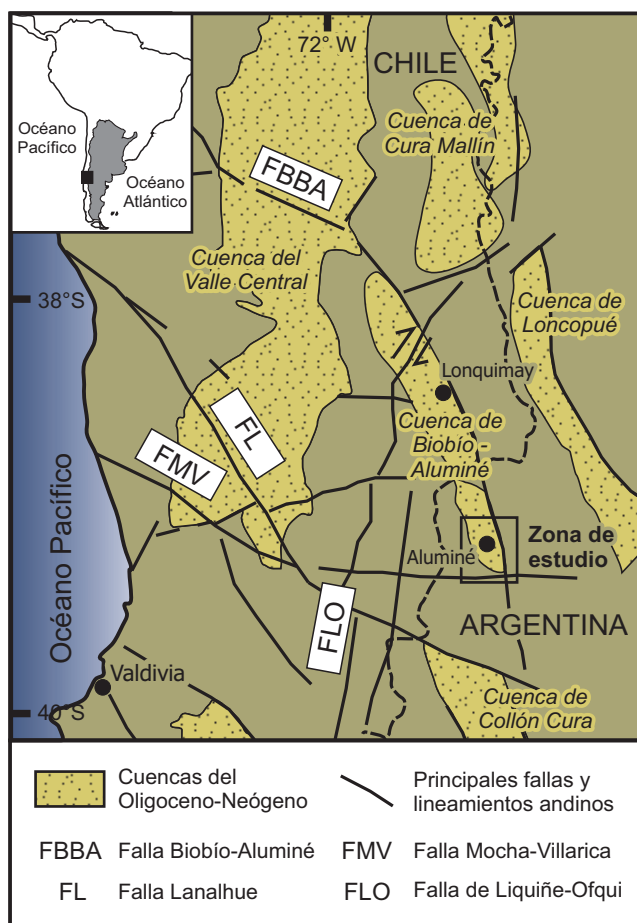 72° W
CHILE
Océano
Pacífico
Océano
Atlántico
Cuenca de
Cura Mallín
FBBA
Cuenca del
Valle Central
38°S
Cuenca de
Loncopué
Lonquimay
Cuenca de
Biobío -
Aluminé
FL
FMV
Zona de
estudio
Aluminé
Océano Pacífico
FLO
ARGENTINA
Valdivia
Cuenca de
Collón Cura
40°S
Cuencas del
Oligoceno-Neógeno
Principales fallas y
lineamientos andinos
FBBA Falla Biobío-Aluminé
FMV Falla Mocha-Villarica
FL Falla Lanalhue
FLO Falla de Liquiñe-Ofqui